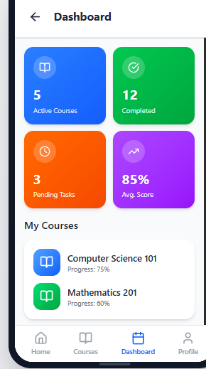 Dashboard
5
Active Courses
12
Completed
3
Pending Tasks
85%
Avg. Score
My Courses
Computer Science 101
Progress: 75%
Mathematics 201
Progress: 60%
Home
Courses
Dashboard
Profile